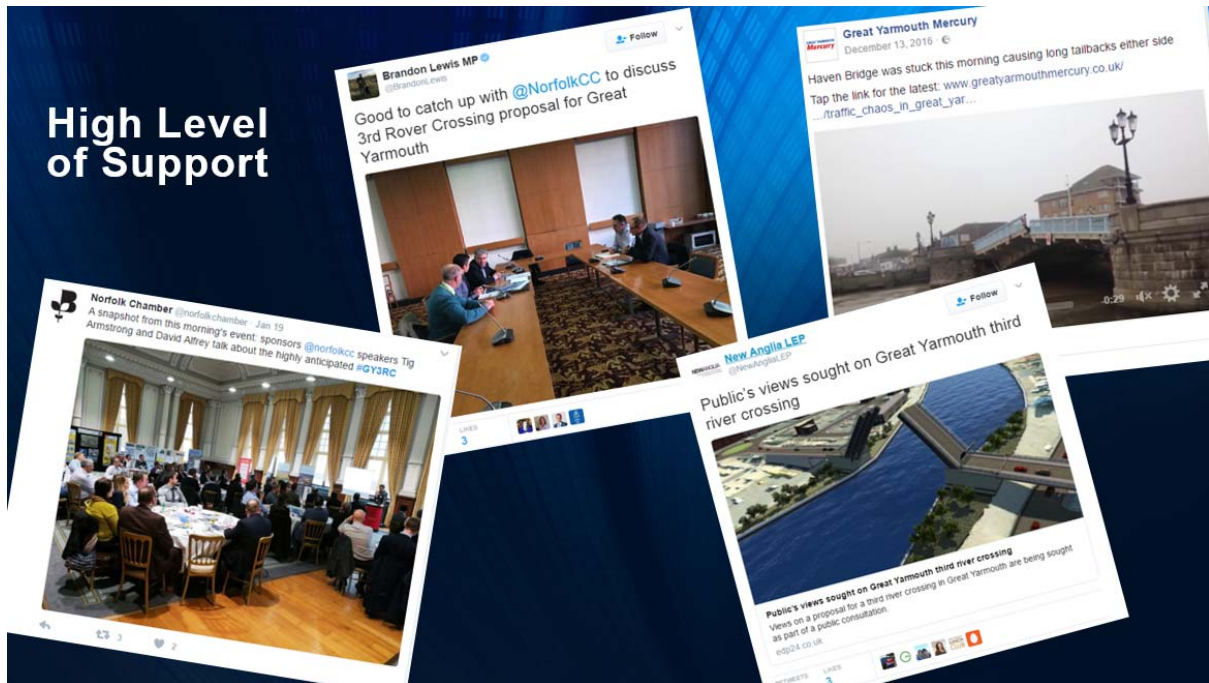 High Level
of Support
Brandon Lewis MP
@BrandonLewis
Follow
Good to catch up with @NorfolkCC to discuss
3rd Rover Crossing proposal for Great
Yarmouth
LIKES
3
Great Yarmouth Mercury
December 13, 2016
Haven Bridge was stuck this morning causing long tailbacks either side
Tap the link for the latest: www.greatyarmouthmercury.co.uk/
…/traffic_chaos_in_great_yar…
-0:29
Norfolk Chamber @norfolkchamber · Jan 19
A snapshot from this morning's event: sponsors @norfolkcc speakers Tig
Armstrong and David Alfrey talk about the highly anticipated #GY3RC
3
2
New Anglia LEP
@NewAngliaLEP
Follow
Public's views sought on Great Yarmouth third
river crossing
Public's views sought on Great Yarmouth third river crossing
Views on a proposal for a third river crossing in Great Yarmouth are being sought
as part of a public consultation.
edp24.co.uk
RETWEETS
LIKES
3